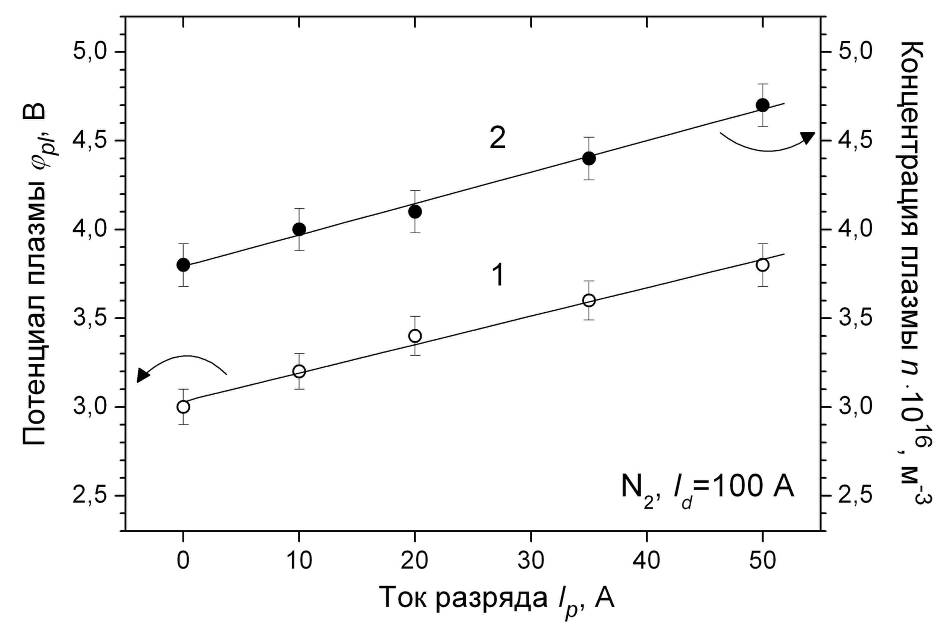 Потенциал плазмы φpl, В
5,0
4,5
4,0
3,5
3,0
2,5
2
1
N2, Id=100 А
5,0
4,5
4,0
3,5
3,0
2,5
Концентрация плазмы n·10^16, м^-3
0 10 20 30 40 50
Ток разряда Ip, А